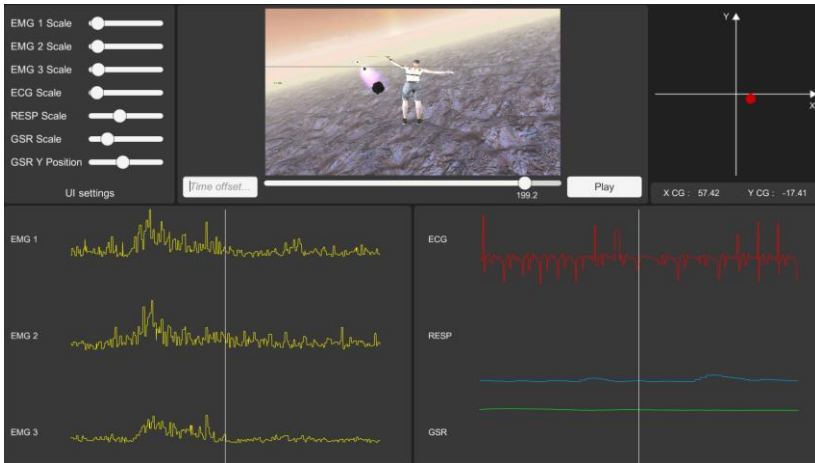 EMG 1 Scale
EMG 2 Scale
EMG 3 Scale
ECG Scale
RESP Scale
GSR Scale
GSR Y Position
UI settings
Time offset...
199.2
Play
Y
X
X CG : 57.42 Y CG : -17.41
EMG 1
EMG 2
EMG 3
ECG
RESP
GSR